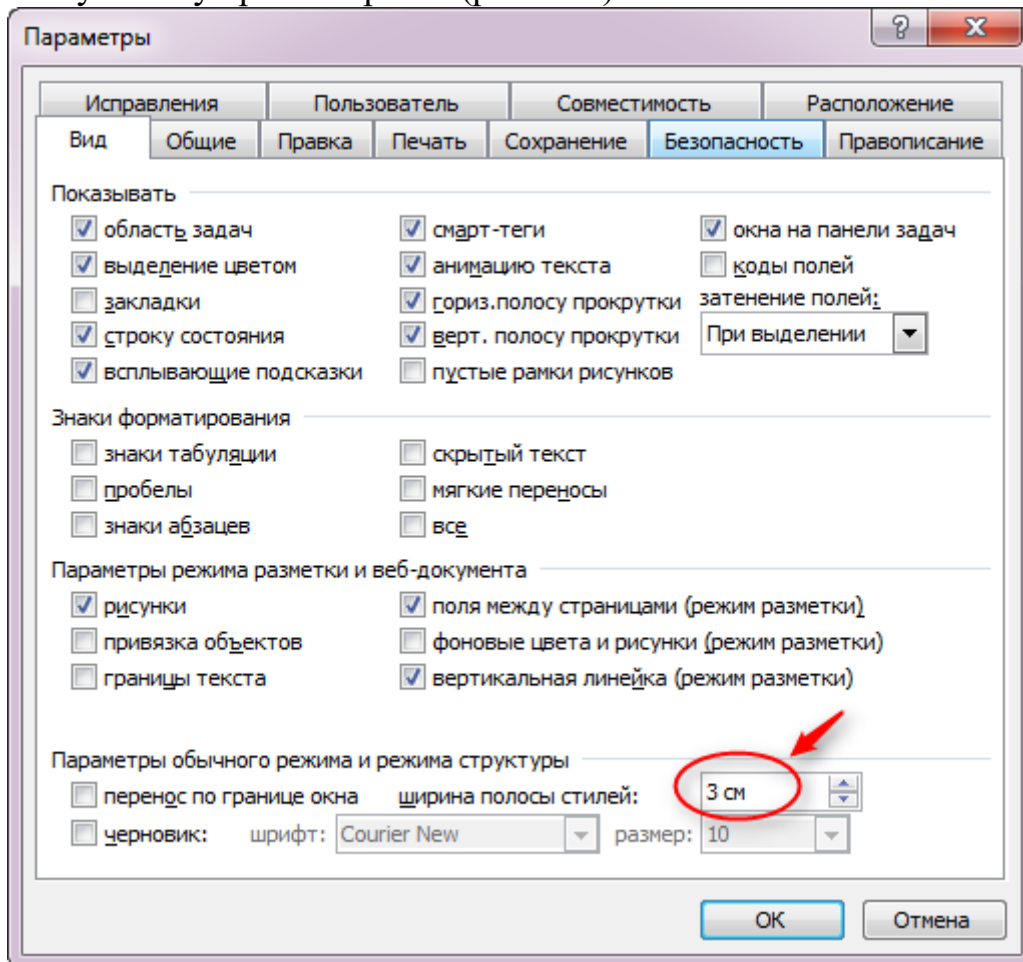 Параметры
Исправления Пользователь Совместимость Расположение
Вид Общие Правка Печать Сохранение Безопасность Правописание
Показывать
область задач смарт-теги окна на панели задач
выделение цветом анимацию текста коды полей
закладки гориз.полосу прокрутки затенение полей:
строку состояния верт. полосу прокрутки При выделении
всплывающие подсказки пустые рамки рисунков
Знаки форматирования
знаки табуляции скрытый текст
пробелы мягкие переносы
знаки абзацев все
Параметры режима разметки и веб-документа
рисунки поля между страницами (режим разметки)
привязка объектов фоновые цвета и рисунки (режим разметки)
границы текста вертикальная линейка (режим разметки)
Параметры обычного режима и режима структуры
перенос по границе окна ширина полосы стилей: 3 см
черновик: шрифт: Courier New размер: 10
ОК Отмена